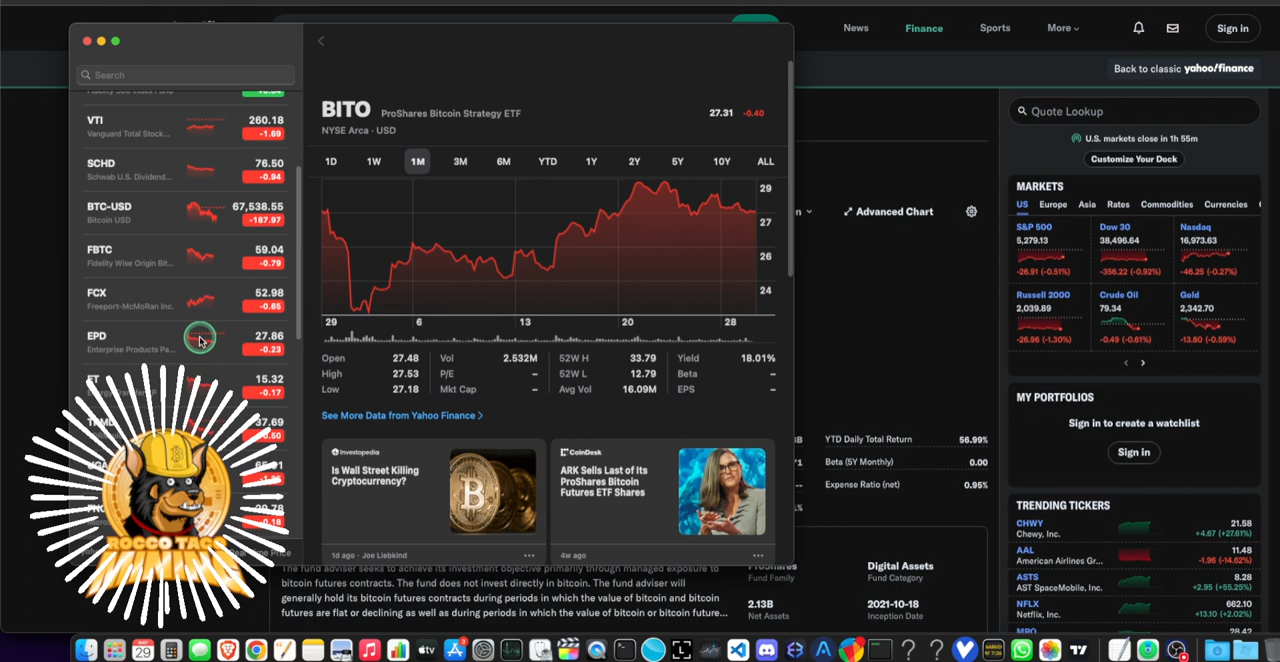 News
Finance
Sports
More
Sign in
Back to classic yahoo/finance
Search
+0.04
VTI
260.18
Vanguard Total Stock...
-1.69
SCHD
76.50
Schwab U.S. Dividend...
-0.94
BTC-USD
67,538.55
Bitcoin USD
-187.97
FBTC
59.04
Fidelity Wise Origin Bit...
-0.79
FCX
52.98
Freeport-McMoRan Inc.
-0.65
EPD
27.86
Enterprise Products Pa...
-0.23
ET
15.32
-0.17
37.69
ROCCO TACO
BITO ProShares Bitcoin Strategy ETF
27.31 -0.40
NYSE Arca · USD
1D 1W 1M 3M 6M YTD 1Y 2Y 5Y 10Y ALL
29
27
26
24
29 6 13 20 28
Open 27.48 Vol 2.532M 52W H 33.79 Yield 18.01%
High 27.53 P/E – 52W L 12.79 Beta –
Low 27.18 Mkt Cap – Avg Vol 16.09M EPS –
See More Data from Yahoo Finance
Investopedia
Is Wall Street Killing
Cryptocurrency?
1d ago · Joe Liebkind
CoinDesk
ARK Sells Last of Its
ProShares Bitcoin
Futures ETF Shares
4w ago
Advanced Chart
YTD Daily Total Return 56.99%
Beta (5Y Monthly) 0.00
Expense Ratio (net) 0.95%
The fund adviser seeks to achieve its investment objective primarily through managed exposure to
bitcoin futures contracts. The fund does not invest directly in bitcoin. The fund adviser will
generally hold its bitcoin futures contracts during periods in which the value of bitcoin and bitcoin
futures are flat or declining as well as during periods in which the value of bitcoin or bitcoin future...
ProShares
Fund Family
Digital Assets
Fund Category
2.13B
Net Assets
2021-10-18
Inception Date
Quote Lookup
U.S. markets close in 1h 55m
Customize Your Dock
MARKETS
US Europe Asia Rates Commodities Currencies
S&P 500
5,279.13
-26.91 (-0.51%)
Dow 30
38,496.64
-356.22 (-0.92%)
Nasdaq
16,973.63
-46.25 (-0.27%)
Russell 2000
2,039.89
-26.96 (-1.30%)
Crude Oil
79.34
-0.49 (-0.61%)
Gold
2,342.70
-13.80 (-0.59%)
MY PORTFOLIOS
Sign in to create a watchlist
Sign in
TRENDING TICKERS
CHWY 21.58
Chewy, Inc. +4.67 (+27.61%)
AAL 11.48
American Airlines Gr... -1.96 (-14.62%)
ASTS 8.28
AST SpaceMobile, Inc. +2.95 (+55.25%)
NFLX 662.10
Netflix, Inc. +13.10 (+2.02%)
MAY
29
tv